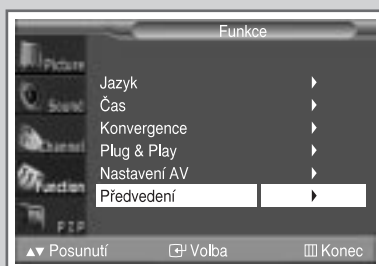 Funkce
Picture
Sound
Channel
Function
PIP
Jazyk
Čas
Konvergence
Plug & Play
Nastavení AV
Předvedení
▲▼ Posunutí
Volba
Konec